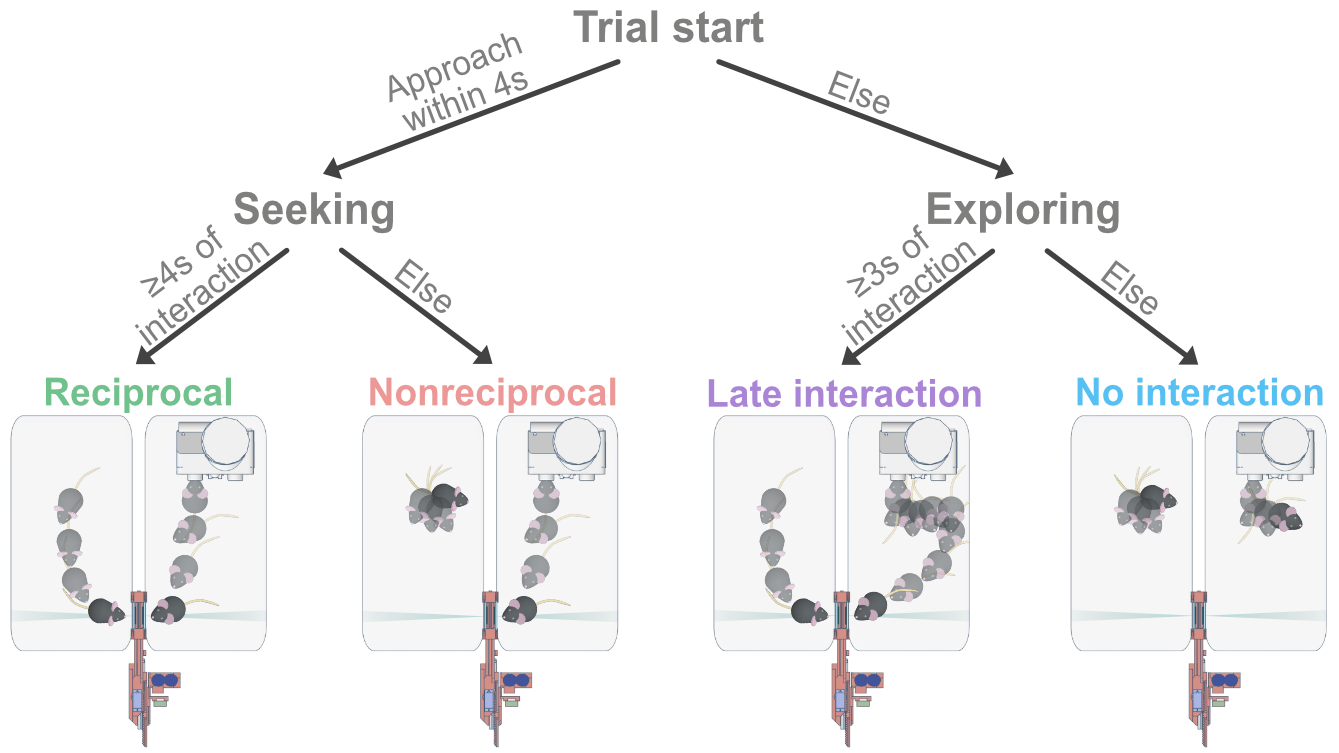 Trial start
Approach
within 4s
Else
Seeking
Exploring
≥4s of
interaction
Else
≥3s of
interaction
Else
Reciprocal
Nonreciprocal
Late interaction
No interaction